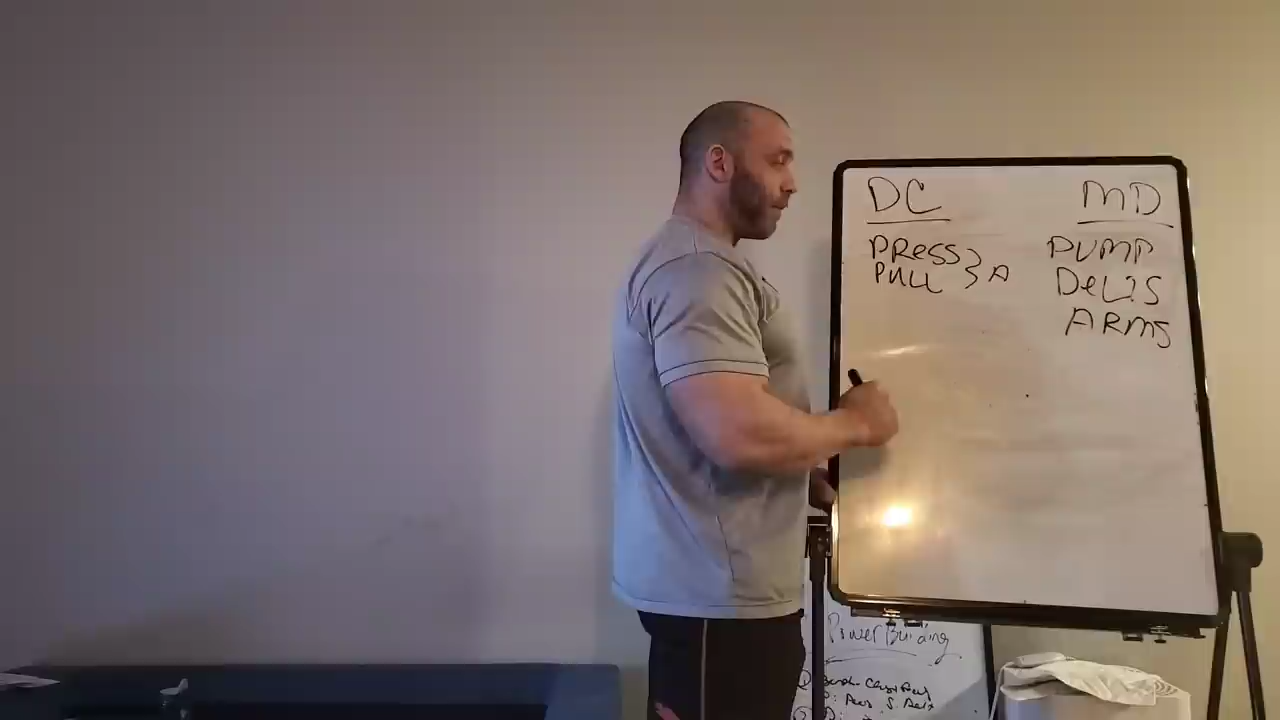 DC
PRESS } A
PULL
MD
PUMP
DELTS
ARMS
Power Building